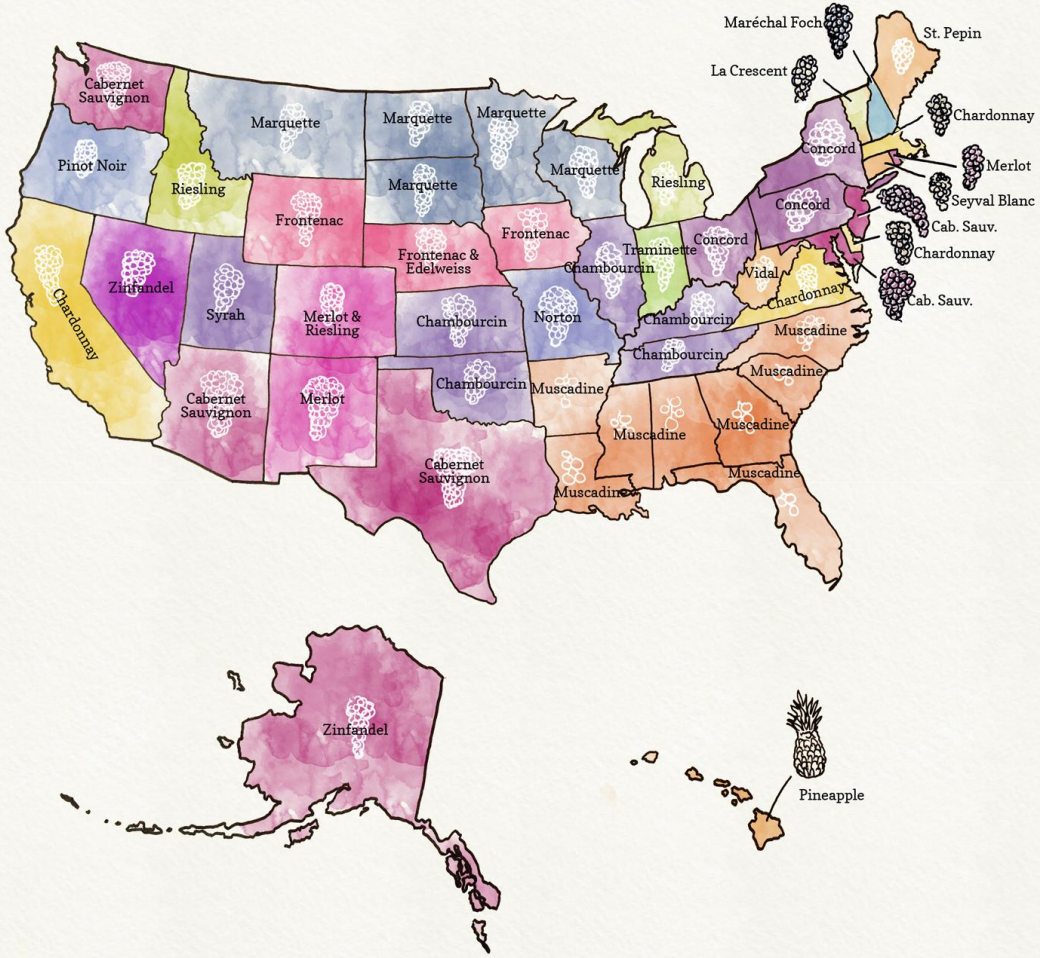 Maréchal Foch
St. Pepin
La Crescent
Cabernet
Sauvignon
Marquette
Marquette
Marquette
Chardonnay
Concord
Pinot Noir
Riesling
Marquette
Marquette
Riesling
Merlot
Seyval Blanc
Frontenac
Concord
Cab. Sauv.
Frontenac
Concord
Traminette
Chardonnay
Frontenac &
Edelweiss
Chambourcin
Vidal
Zinfandel
Chardonnay
Cab. Sauv.
Chardonnay
Syrah
Merlot &
Riesling
Chambourcin
Norton
Chambourcin
Muscadine
Chambourcin
Cabernet
Sauvignon
Merlot
Chambourcin
Muscadine
Muscadine
Muscadine
Muscadine
Cabernet
Sauvignon
Muscadine
Muscadine
Zinfandel
Pineapple